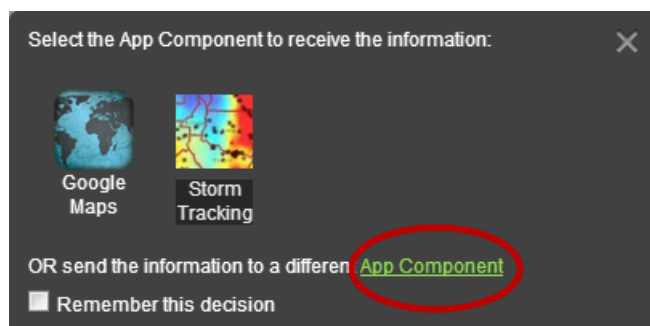 Select the App Component to receive the information:
Google
Maps
Storm
Tracking
OR send the information to a different App Component
Remember this decision